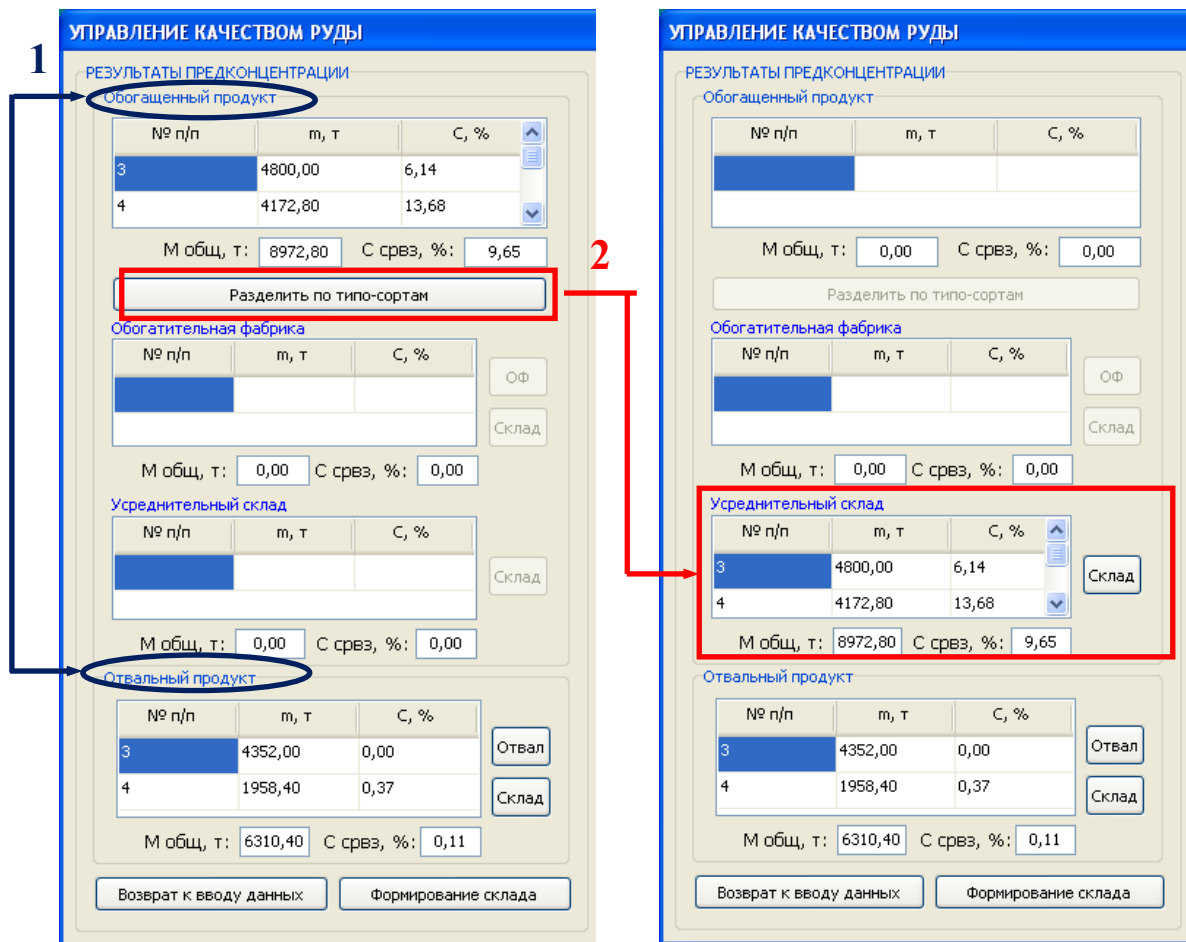 УПРАВЛЕНИЕ КАЧЕСТВОМ РУДЫ
1
РЕЗУЛЬТАТЫ ПРЕДКОНЦЕНТРАЦИИ
Обогащенный продукт
№ п/п m, т С, %
3 4800,00 6,14
4 4172,80 13,68
М общ, т: 8972,80 С срвз, %: 9,65
2
Разделить по типо-сортам
Обогатительная фабрика
№ п/п m, т С, %
ОФ
Склад
М общ, т: 0,00 С срвз, %: 0,00
Усреднительный склад
№ п/п m, т С, %
Склад
М общ, т: 0,00 С срвз, %: 0,00
Отвальный продукт
№ п/п m, т С, %
3 4352,00 0,00 Отвал
4 1958,40 0,37 Склад
М общ, т: 6310,40 С срвз, %: 0,11
Возврат к вводу данных Формирование склада
УПРАВЛЕНИЕ КАЧЕСТВОМ РУДЫ
РЕЗУЛЬТАТЫ ПРЕДКОНЦЕНТРАЦИИ
Обогащенный продукт
№ п/п m, т С, %
М общ, т: 0,00 С срвз, %: 0,00
Разделить по типо-сортам
Обогатительная фабрика
№ п/п m, т С, %
ОФ
Склад
М общ, т: 0,00 С срвз, %: 0,00
Усреднительный склад
№ п/п m, т С, %
3 4800,00 6,14 Склад
4 4172,80 13,68
М общ, т: 8972,80 С срвз, %: 9,65
Отвальный продукт
№ п/п m, т С, %
3 4352,00 0,00 Отвал
4 1958,40 0,37 Склад
М общ, т: 6310,40 С срвз, %: 0,11
Возврат к вводу данных Формирование склада